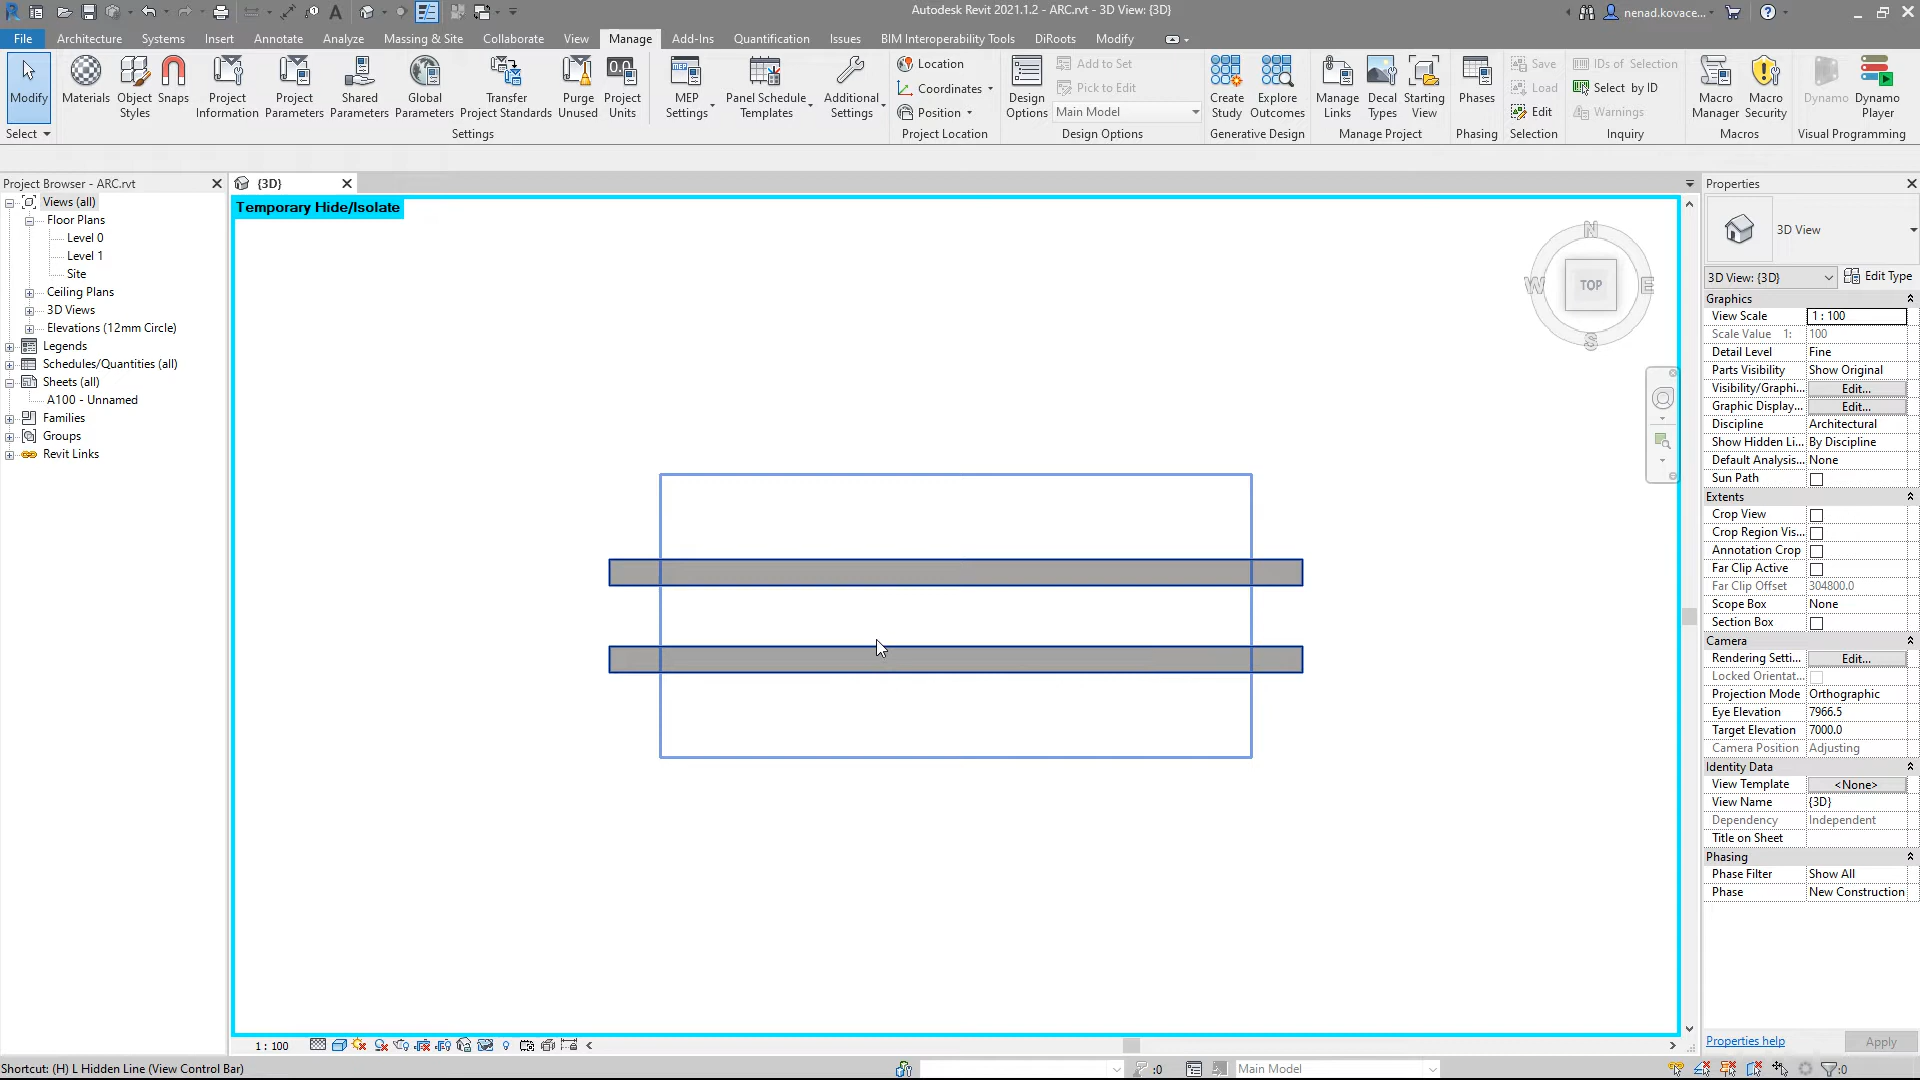 Autodesk Revit 2021.1.2 - ARC.rvt - 3D View: {3D}
nenad.kovace...
File Architecture Systems Insert Annotate Analyze Massing & Site Collaborate View Manage Add-Ins Quantification Issues BIM Interoperability Tools DiRoots Modify
Modify
Materials
Object Styles
Snaps
Project Information
Project Parameters
Shared Parameters
Global Parameters
Transfer Project Standards
Purge Unused
Project Units
MEP Settings
Panel Schedule Templates
Additional Settings
Location
Coordinates
Position
Design Options
Add to Set
Pick to Edit
Main Model
Create Study
Explore Outcomes
Manage Links
Decal Types
Starting View
Phases
Save
Load
Edit
IDs of Selection
Select by ID
Warnings
Macro Manager
Macro Security
Dynamo
Dynamo Player
Select Settings Project Location Design Options Generative Design Manage Project Phasing Selection Inquiry Macros Visual Programming
Project Browser - ARC.rvt
Views (all)
Floor Plans
Level 0
Level 1
Site
Ceiling Plans
3D Views
Elevations (12mm Circle)
Legends
Schedules/Quantities (all)
Sheets (all)
A100 - Unnamed
Families
Groups
Revit Links
{3D}
Temporary Hide/Isolate
N
W TOP E
S
Properties
3D View
3D View: {3D} Edit Type
Graphics
View Scale 1 : 100
Scale Value 1: 100
Detail Level Fine
Parts Visibility Show Original
Visibility/Graphi... Edit...
Graphic Display... Edit...
Discipline Architectural
Show Hidden Li... By Discipline
Default Analysis... None
Sun Path
Extents
Crop View
Crop Region Vis...
Annotation Crop
Far Clip Active
Far Clip Offset 304800.0
Scope Box None
Section Box
Camera
Rendering Setti... Edit...
Locked Orientat...
Projection Mode Orthographic
Eye Elevation 7966.5
Target Elevation 7000.0
Camera Position Adjusting
Identity Data
View Template <None>
View Name {3D}
Dependency Independent
Title on Sheet
Phasing
Phase Filter Show All
Phase New Construction
Properties help Apply
1 : 100
Shortcut: (H) L Hidden Line (View Control Bar)
:0
Main Model
:0